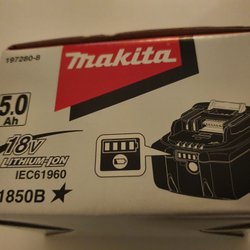 197280-8
makita
5.0
Ah
18V
LITHIUM-ION
IEC61960
1850B ★